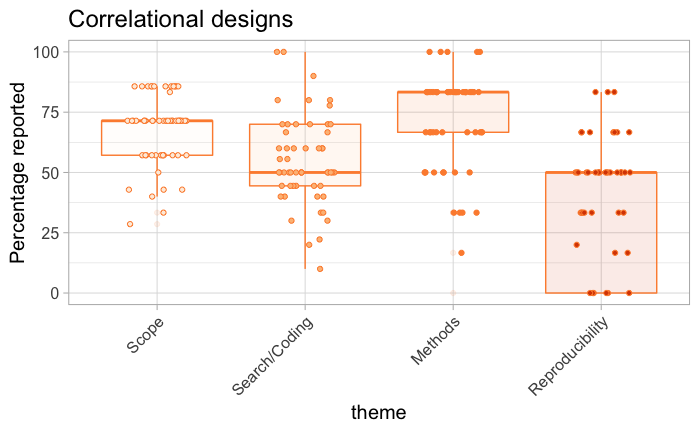 Correlational designs
Percentage reported
100
75
50
25
0
Scope
Search/Coding
Methods
Reproducibility
theme